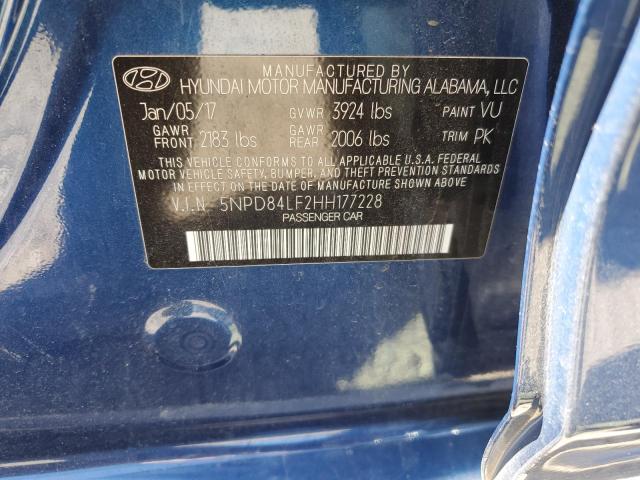 MANUFACTURED BY
HYUNDAI MOTOR MANUFACTURING ALABAMA, LLC
Jan/05/17 GVWR 3924 lbs PAINT VU
GAWR FRONT 2183 lbs GAWR REAR 2006 lbs TRIM PK
THIS VEHICLE CONFORMS TO ALL APPLICABLE U.S.A. FEDERAL
MOTOR VEHICLE SAFETY, BUMPER, AND THEFT PREVENTION
STANDARDS IN EFFECT ON THE DATE OF MANUFACTURE
SHOWN ABOVE.
V.I.N. 5NPD84LF2HH177228
PASSENGER CAR